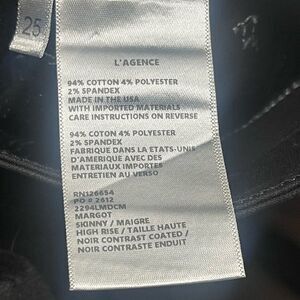 25
L'AGENCE
94% COTTON 4% POLYESTER
2% SPANDEX
MADE IN THE USA
WITH IMPORTED MATERIALS
CARE INSTRUCTIONS ON REVERSE
94% COTON 4% POLYESTER
2% SPANDEX
FABRIQUE DANS LA ETATS-UNIS
D'AMERIQUE AVEC DES
MATERIAUX IMPORTES
ENTRETIEN AU VERSO
RN126654
PO # 2612
2294LMDCM
MARGOT
SKINNY / MAIGRE
HIGH RISE / TAILLE HAUTE
NOIR CONTRAST COATED /
NOIR CONTRASTE ENDUIT